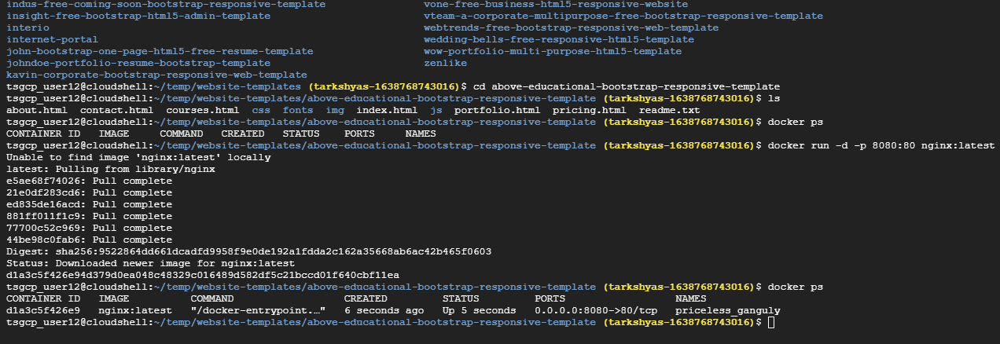 indus-free-coming-soon-bootstrap-responsive-template vone-free-business-html5-responsive-website
insight-free-bootstrap-html5-admin-template vteam-a-corporate-multipurpose-free-bootstrap-responsive-template
interio webtrends-free-bootstrap-responsive-web-template
internet-portal wedding-bells-free-responsive-html5-template
john-bootstrap-one-page-html5-free-resume-template wow-portfolio-multi-purpose-html5-template
johndoe-portfolio-resume-bootstrap-template zenlike
kavin-corporate-bootstrap-responsive-web-template
tsgcp_user12@cloudshell:~/temp/website-templates (tarkshyas-1638768743016)$ cd above-educational-bootstrap-responsive-template
tsgcp_user12@cloudshell:~/temp/website-templates/above-educational-bootstrap-responsive-template (tarkshyas-1638768743016)$ ls
about.html contact.html courses.html css fonts img index.html js portfolio.html pricing.html readme.txt
tsgcp_user12@cloudshell:~/temp/website-templates/above-educational-bootstrap-responsive-template (tarkshyas-1638768743016)$ docker ps
CONTAINER ID IMAGE COMMAND CREATED STATUS PORTS NAMES
tsgcp_user12@cloudshell:~/temp/website-templates/above-educational-bootstrap-responsive-template (tarkshyas-1638768743016)$ docker run -d -p 8080:80 nginx:latest
Unable to find image 'nginx:latest' locally
latest: Pulling from library/nginx
e5ae68f74026: Pull complete
21e0df283cd6: Pull complete
ed835de16acd: Pull complete
881ff011f1c9: Pull complete
77700c52c969: Pull complete
44be98c0fab6: Pull complete
Digest: sha256:9522864dd661dcadfd9958f9e0de192a1fdda2c162a35668ab6ac42b465f0603
Status: Downloaded newer image for nginx:latest
d1a3c5f426e94d379d0ea048c48329c016489d582df5c21bccd01f640cbf11ea
tsgcp_user12@cloudshell:~/temp/website-templates/above-educational-bootstrap-responsive-template (tarkshyas-1638768743016)$ docker ps
CONTAINER ID IMAGE COMMAND CREATED STATUS PORTS NAMES
d1a3c5f426e9 nginx:latest "/docker-entrypoint.…" 6 seconds ago Up 5 seconds 0.0.0.0:8080->80/tcp priceless_ganguly
tsgcp_user12@cloudshell:~/temp/website-templates/above-educational-bootstrap-responsive-template (tarkshyas-1638768743016)$